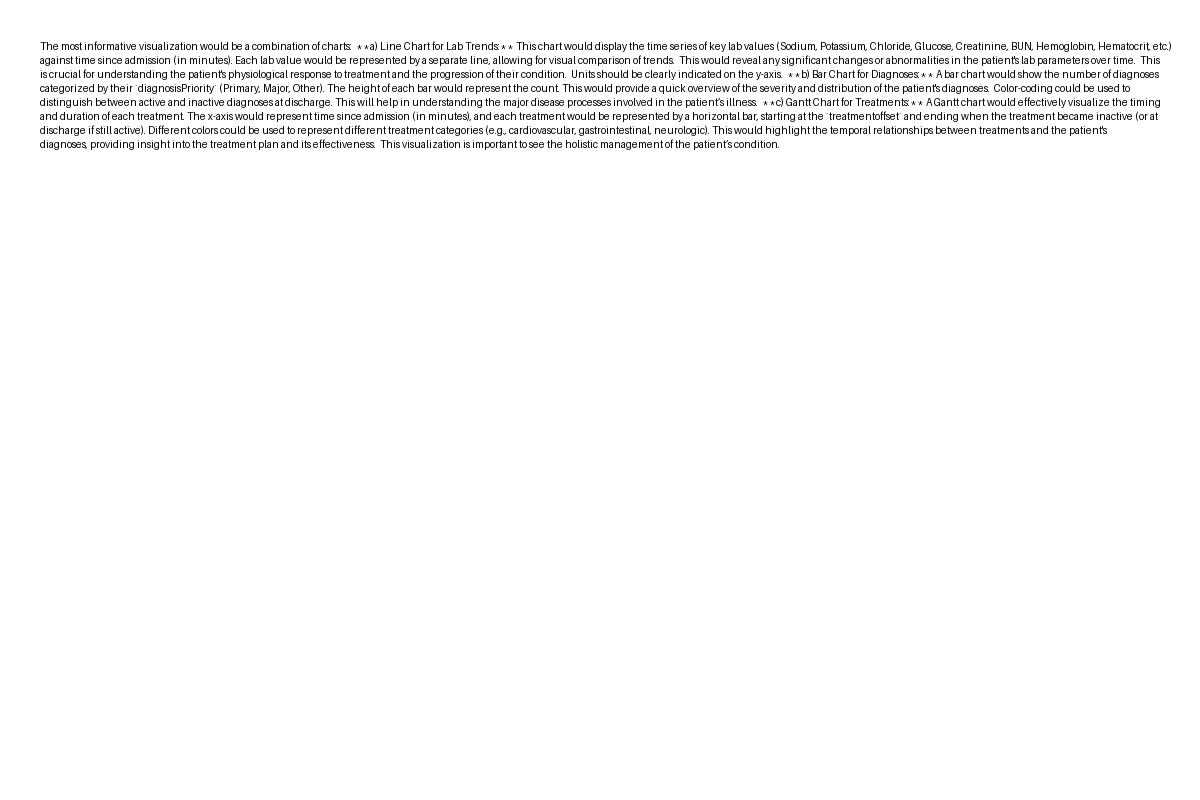 The most informative visualization would be a combination of charts:  **a) Line Chart for Lab Trends:** This chart would display the time series of key lab values (Sodium, Potassium, Chloride, Glucose, Creatinine, BUN, Hemoglobin, Hematocrit, etc.)
against time since admission (in minutes). Each lab value would be represented by a separate line, allowing for visual comparison of trends.  This would reveal any significant changes or abnormalities in the patient's lab parameters over time.  This
is crucial for understanding the patient's physiological response to treatment and the progression of their condition.  Units should be clearly indicated on the y-axis.  **b) Bar Chart for Diagnoses:** A bar chart would show the number of diagnoses
categorized by their `diagnosisPriority` (Primary, Major, Other). The height of each bar would represent the count. This would provide a quick overview of the severity and distribution of the patient's diagnoses.  Color-coding could be used to
distinguish between active and inactive diagnoses at discharge. This will help in understanding the major disease processes involved in the patient's illness.  **c) Gantt Chart for Treatments:** A Gantt chart would effectively visualize the timing
and duration of each treatment. The x-axis would represent time since admission (in minutes), and each treatment would be represented by a horizontal bar, starting at the `treatmentoffset` and ending when the treatment became inactive (or at
discharge if still active). Different colors could be used to represent different treatment categories (e.g., cardiovascular, gastrointestinal, neurologic). This would highlight the temporal relationships between treatments and the patient's
diagnoses, providing insight into the treatment plan and its effectiveness.  This visualization is important to see the holistic management of the patient's condition.